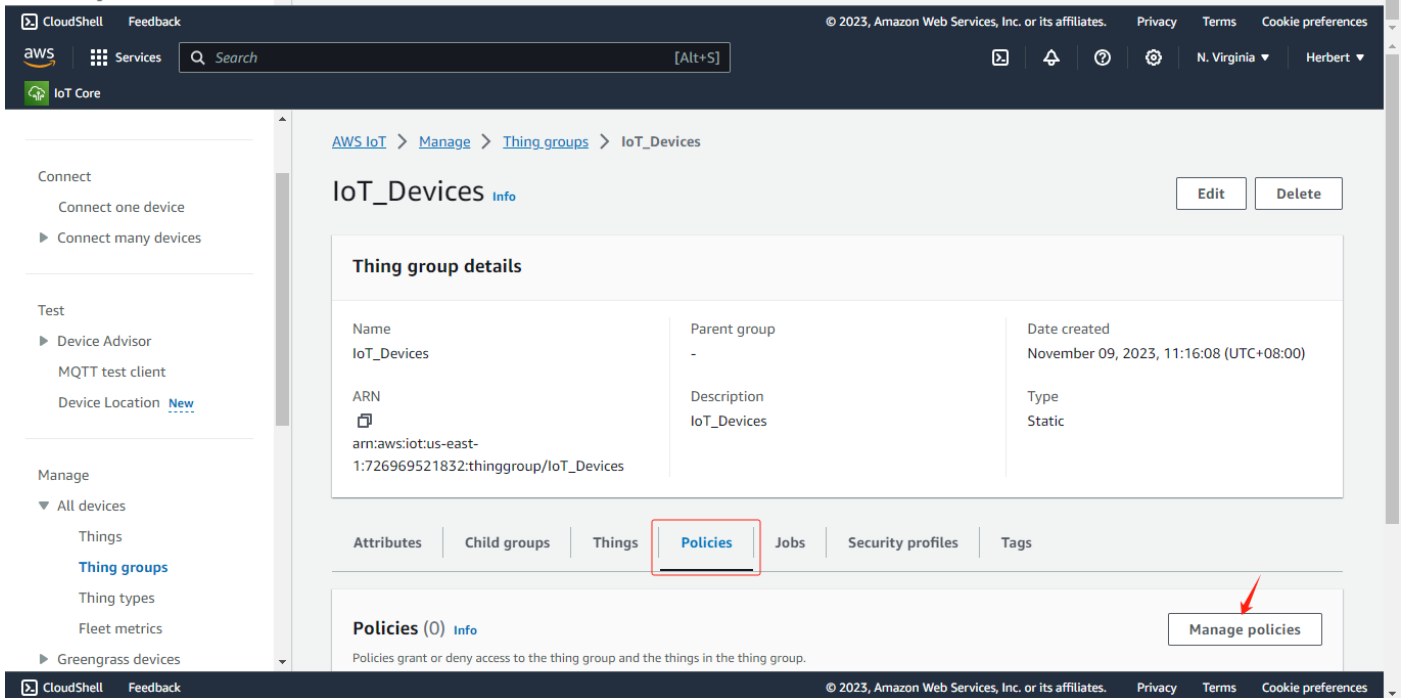 CloudShell Feedback © 2023, Amazon Web Services, Inc. or its affiliates. Privacy Terms Cookie preferences
aws Services Search [Alt+S] N. Virginia Herbert
IoT Core
AWS IoT > Manage > Thing groups > IoT_Devices
IoT_Devices Info Edit Delete
Connect
Connect one device
Connect many devices
Test
Device Advisor
MQTT test client
Device Location New
Manage
All devices
Things
Thing groups
Thing types
Fleet metrics
Greengrass devices
Thing group details
Name
IoT_Devices
ARN
arn:aws:iot:us-east-
1:726969521832:thinggroup/IoT_Devices
Parent group
-
Description
IoT_Devices
Date created
November 09, 2023, 11:16:08 (UTC+08:00)
Type
Static
Attributes Child groups Things Policies Jobs Security profiles Tags
Policies (0) Info Manage policies
Policies grant or deny access to the thing group and the things in the thing group.
CloudShell Feedback © 2023, Amazon Web Services, Inc. or its affiliates. Privacy Terms Cookie preferences